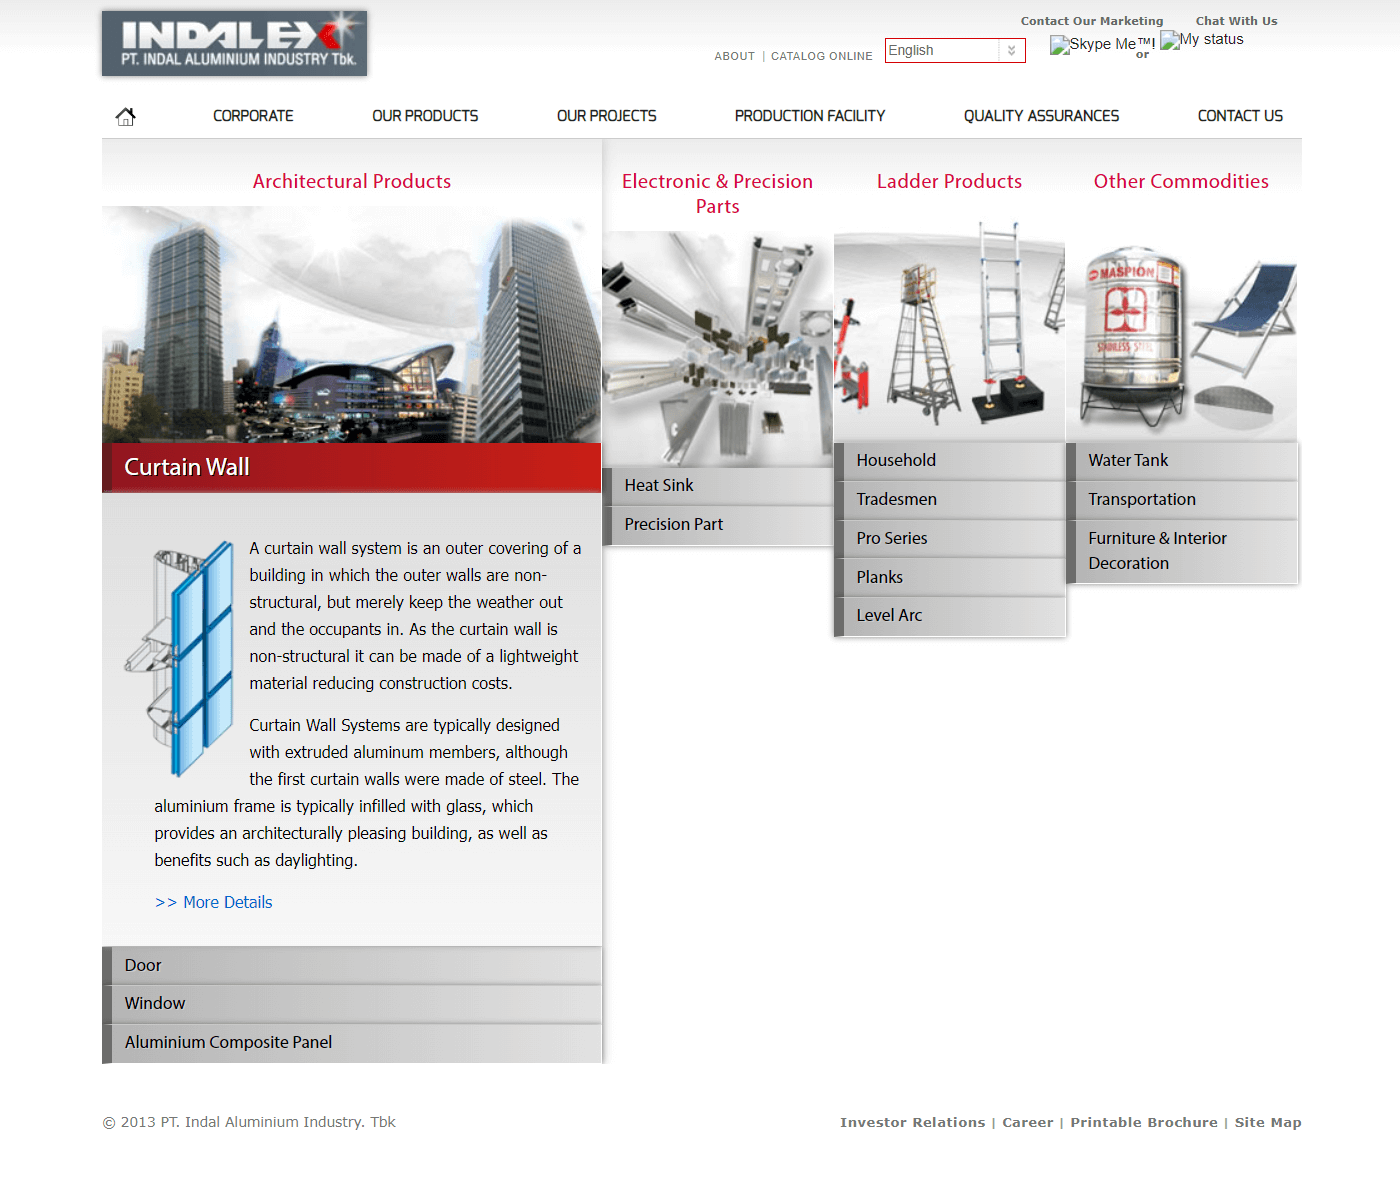 INDALEX
PT. INDAL ALUMINIUM INDUSTRY Tbk.
Contact Our Marketing
Chat With Us
ABOUT | CATALOG ONLINE
English
Skype Me™!
or
My status
CORPORATE
OUR PRODUCTS
OUR PROJECTS
PRODUCTION FACILITY
QUALITY ASSURANCES
CONTACT US
Architectural Products
Curtain Wall
A curtain wall system is an outer covering of a
building in which the outer walls are non-
structural, but merely keep the weather out
and the occupants in. As the curtain wall is
non-structural it can be made of a lightweight
material reducing construction costs.
Curtain Wall Systems are typically designed
with extruded aluminum members, although
the first curtain walls were made of steel. The
aluminium frame is typically infilled with glass, which
provides an architecturally pleasing building, as well as
benefits such as daylighting.
>> More Details
Door
Window
Aluminium Composite Panel
Electronic & Precision
Parts
Heat Sink
Precision Part
Ladder Products
Household
Tradesmen
Pro Series
Planks
Level Arc
Other Commodities
MASPION
STAINLESS STEEL
Water Tank
Transportation
Furniture & Interior
Decoration
© 2013 PT. Indal Aluminium Industry. Tbk
Investor Relations | Career | Printable Brochure | Site Map